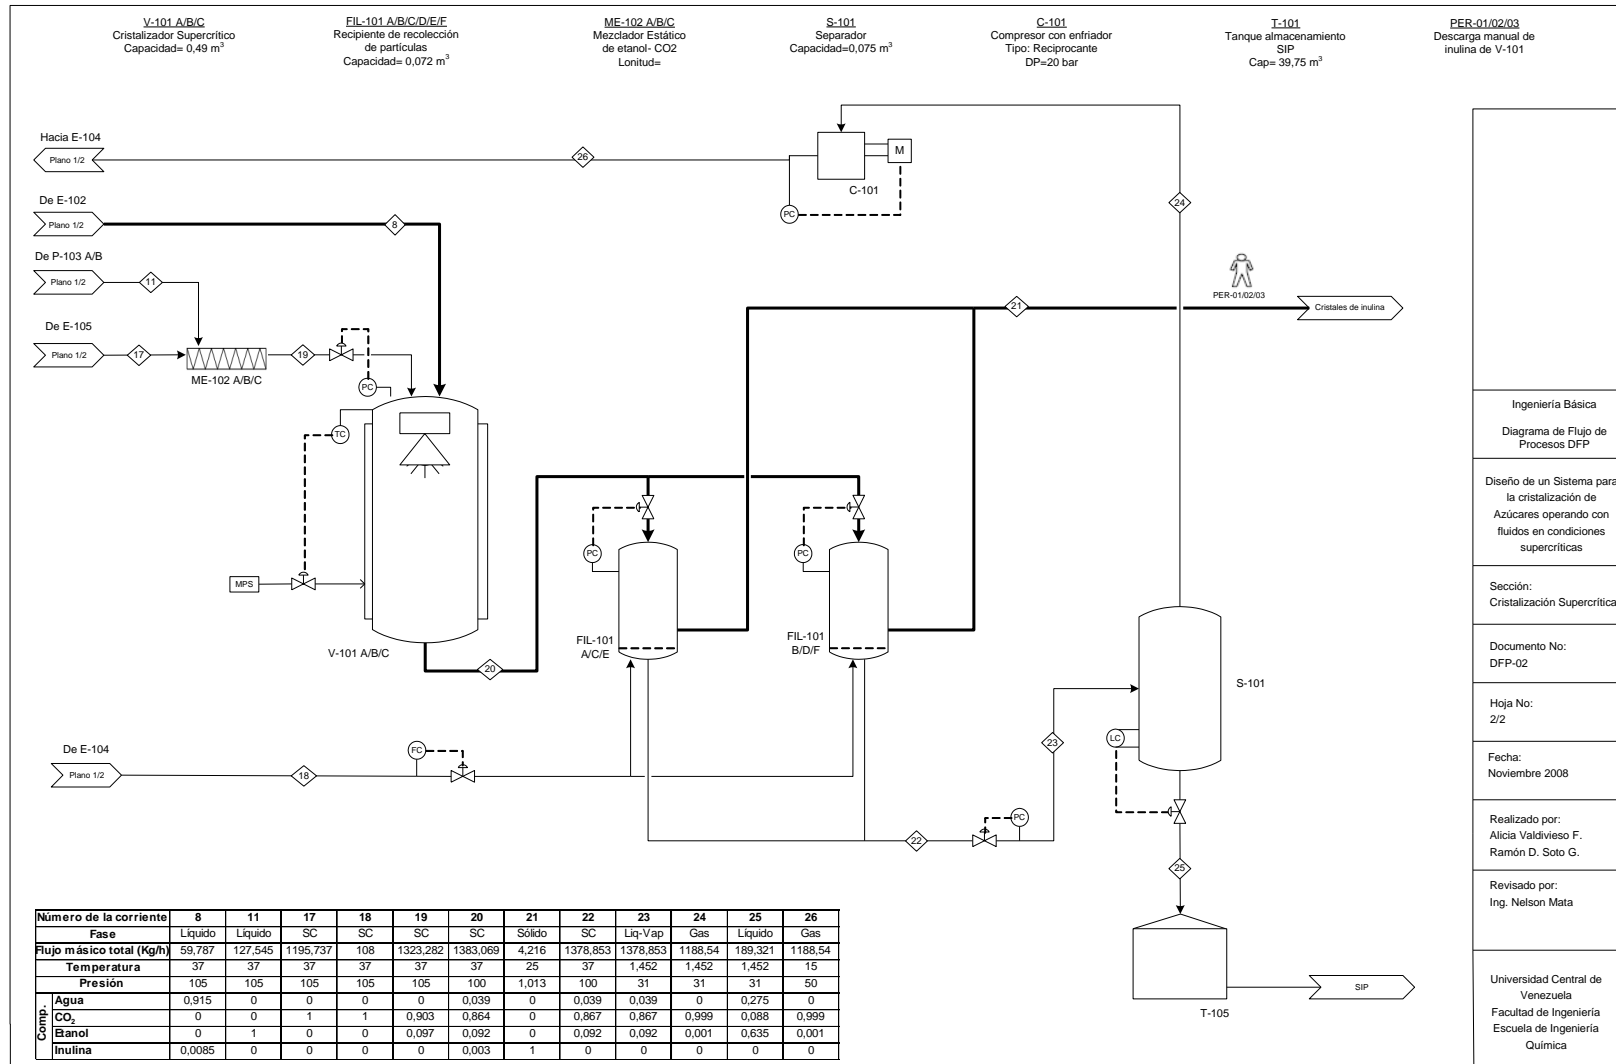 V-101 A/B/C
Cristalizador Supercrítico
Capacidad= 0,49 m³
FIL-101 A/B/C/D/E/F
Recipiente de recolección
de partículas
Capacidad= 0,072 m³
ME-102 A/B/C
Mezclador Estático
de etanol- CO2
Lonitud=
S-101
Separador
Capacidad=0,075 m³
C-101
Compresor con enfriador
Tipo: Reciprocante
DP=20 bar
T-101
Tanque almacenamiento
SIP
Cap= 39,75 m³
PER-01/02/03
Descarga manual de
inulina de V-101
Hacia E-104
Plano 1/2
26
M
C-101
PC
24
De E-102
Plano 1/2
8
De P-103 A/B
Plano 1/2
11
PER-01/02/03
21
Cristales de inulina
De E-105
Plano 1/2
17
19
ME-102 A/B/C
PC
TC
MPS
V-101 A/B/C
20
PC
PC
FIL-101
A/C/E
FIL-101
B/D/F
S-101
LC
23
De E-104
Plano 1/2
18
FC
22
PC
25
T-105
SIP
Ingeniería Básica
Diagrama de Flujo de
Procesos DFP
Diseño de un Sistema para
la cristalización de
Azúcares operando con
fluidos en condiciones
supercríticas
Sección:
Cristalización Supercrítica
Documento No:
DFP-02
Hoja No:
2/2
Fecha:
Noviembre 2008
Realizado por:
Alicia Valdivieso F.
Ramón D. Soto G.
Revisado por:
Ing. Nelson Mata
Universidad Central de
Venezuela
Facultad de Ingeniería
Escuela de Ingeniería
Química
Número de la corriente 8 11 17 18 19 20 21 22 23 24 25 26
Fase Líquido Líquido SC SC SC SC Sólido SC Liq-Vap Gas Líquido Gas
Flujo másico total (Kg/h) 59,787 127,545 1195,737 108 1323,282 1383,069 4,216 1378,853 1378,853 1188,54 189,321 1188,54
Temperatura 37 37 37 37 37 37 25 37 1,452 1,452 1,452 15
Presión 105 105 105 105 105 100 1,013 100 31 31 31 50
Comp.
Agua 0,915 0 0 0 0 0,039 0 0,039 0,039 0 0,275 0
CO₂ 0 0 1 1 0,903 0,864 0 0,867 0,867 0,999 0,088 0,999
Etanol 0 1 0 0 0,097 0,092 0 0,092 0,092 0,001 0,635 0,001
Inulina 0,0085 0 0 0 0 0,003 1 0 0 0 0 0